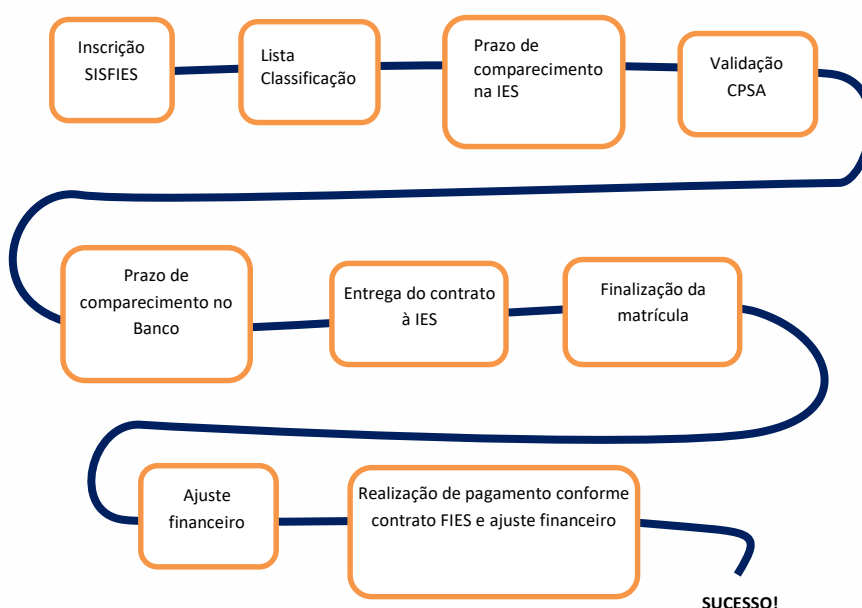 Inscrição
SISFIES
Lista
Classificação
Prazo de
comparecimento
na IES
Validação
CPSA
Prazo de
comparecimento no
Banco
Entrega do contrato
à IES
Finalização da
matrícula
Ajuste
financeiro
Realização de pagamento conforme
contrato FIES e ajuste financeiro
SUCESSO!